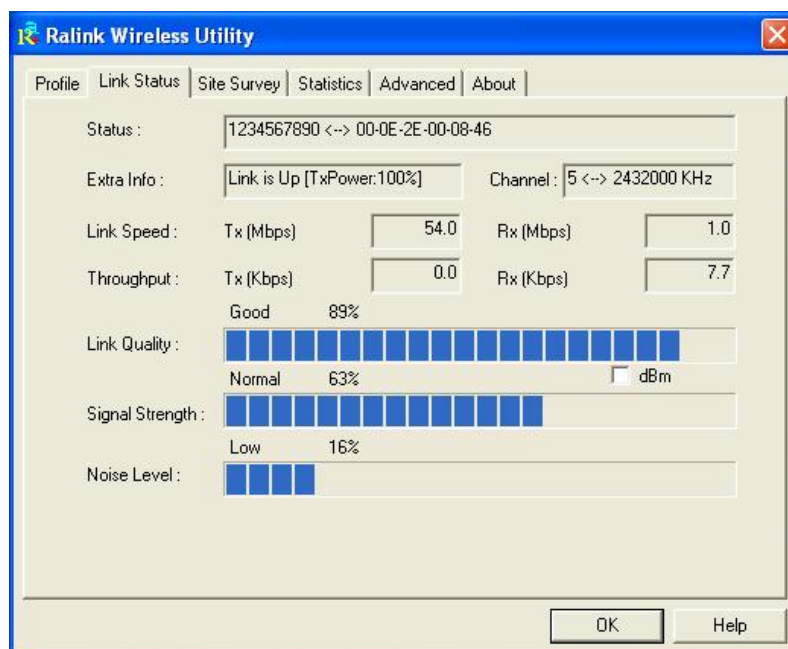 Ralink Wireless Utility
Profile Link Status Site Survey Statistics Advanced About
Status : 1234567890 <--> 00-0E-2E-00-08-46
Extra Info : Link is Up [TxPower:100%] Channel : 5 <--> 2432000 KHz
Link Speed : Tx (Mbps) 54.0 Rx (Mbps) 1.0
Throughput : Tx (Kbps) 0.0 Rx (Kbps) 7.7
Good 89%
Link Quality :
Normal 63% dBm
Signal Strength :
Low 16%
Noise Level :
OK Help